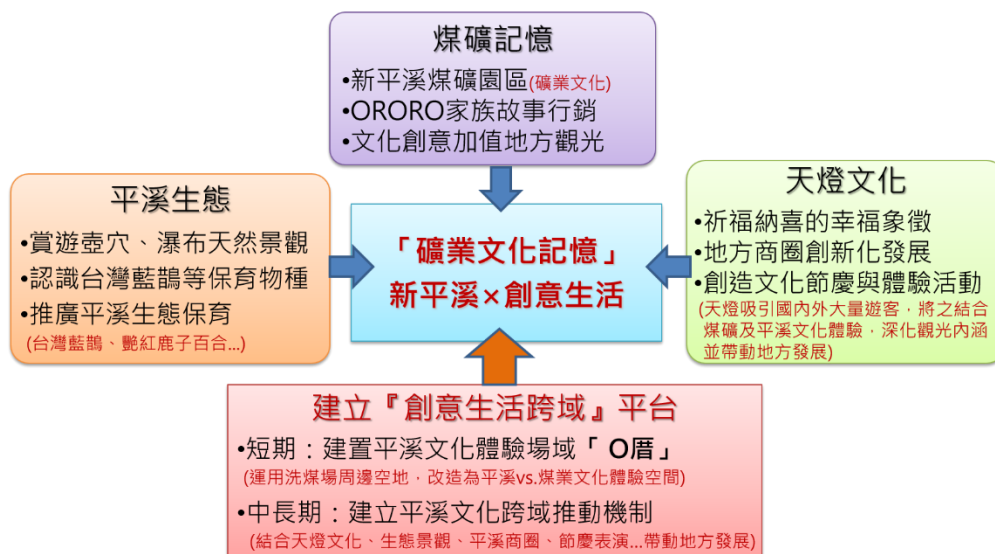 煤礦記憶
•新平溪煤礦園區(礦業文化)
•ORORO家族故事行銷
•文化創意加值地方觀光
平溪生態
•賞遊壺穴、瀑布天然景觀
•認識台灣藍鵲等保育物種
•推廣平溪生態保育
(台灣藍鵲、艷紅鹿子百合...)
「礦業文化記憶」
新平溪×創意生活
天燈文化
•祈福納喜的幸福象徵
•地方商圈創新化發展
•創造文化節慶與體驗活動
(天燈吸引國內外大量遊客，將之結合
煤礦及平溪文化體驗，深化觀光內涵
並帶動地方發展)
建立『創意生活跨域』平台
•短期：建置平溪文化體驗場域「 O厝」
(運用洗煤場周邊空地，改造為平溪vs.煤業文化體驗空間)
•中長期：建立平溪文化跨域推動機制
(結合天燈文化、生態景觀、平溪商圈、節慶表演...帶動地方發展)